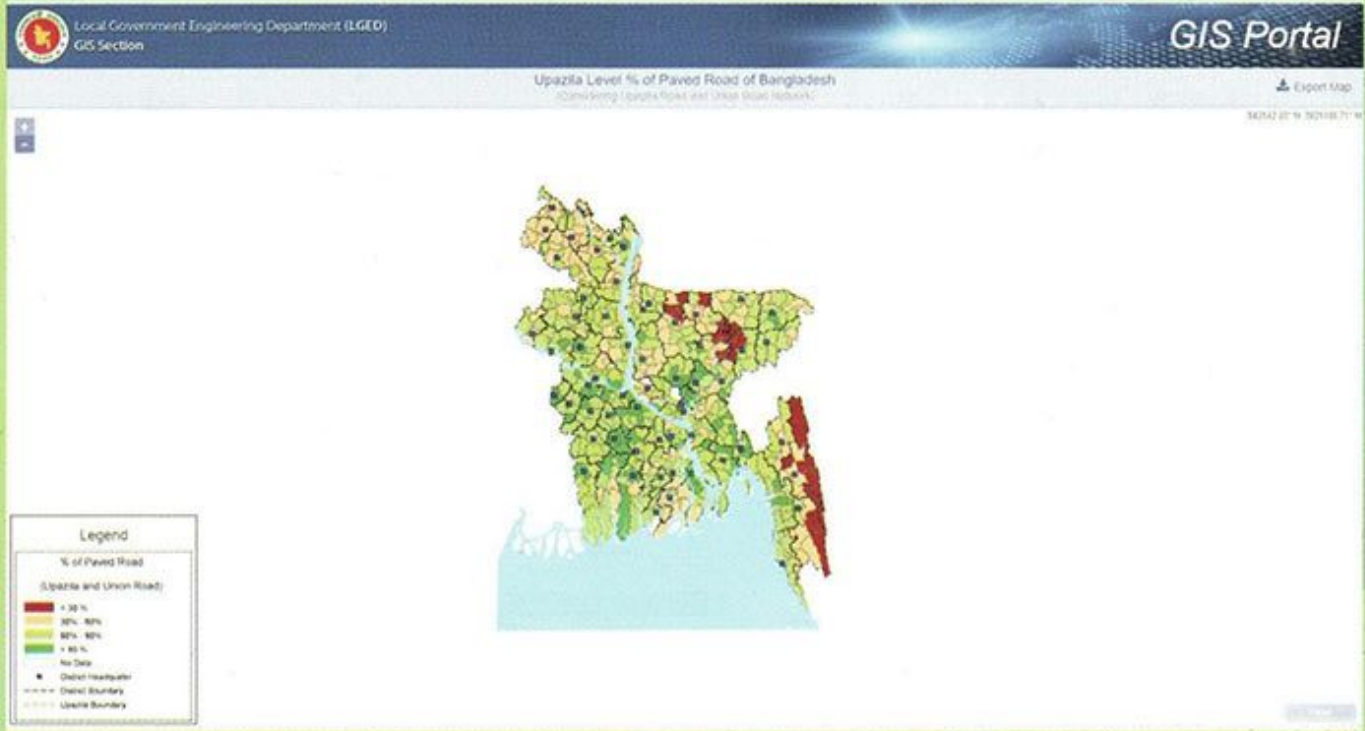 Local Government Engineering Department (LGED)
GIS Section
GIS Portal
Upazila Level % of Paved Road of Bangladesh
Export Map
Legend
% of Paved Road
(Upazila and Union Road)
No Data
District Headquater
District Boundary
Upazila Boundary